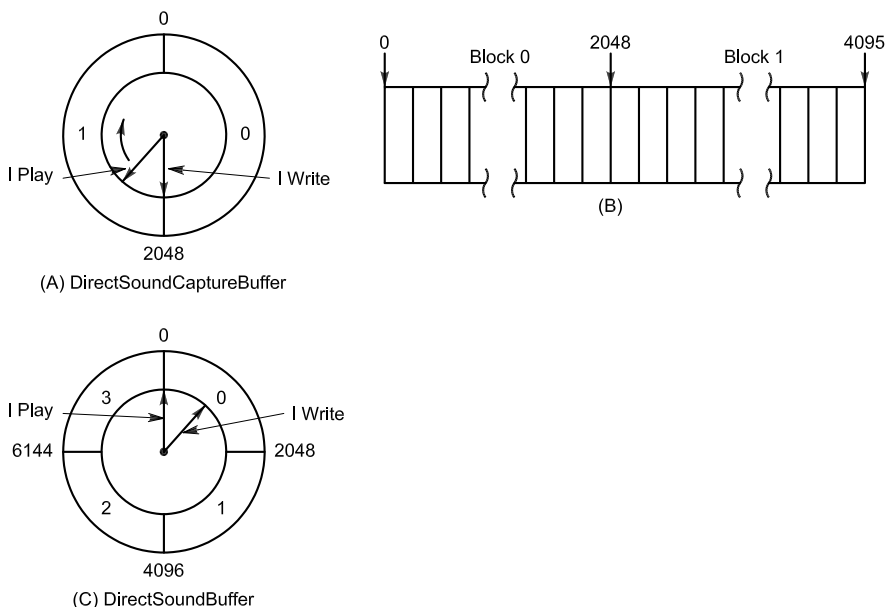 0
1
0
I Play
I Write
2048
(A) DirectSoundCaptureBuffer
0
2048
4095
Block 0
Block 1
(B)
0
3
0
I Play
I Write
6144
2048
2
1
4096
(C) DirectSoundBuffer